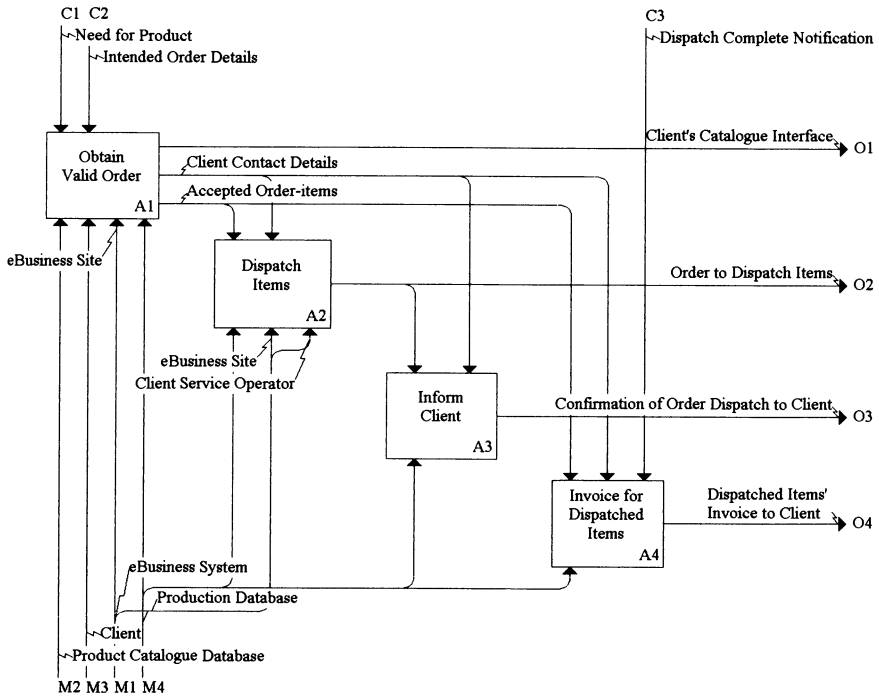 C1 C2
C3
Need for Product
Dispatch Complete Notification
Intended Order Details
Client's Catalogue Interface
O1
Obtain
Valid Order
A1
Client Contact Details
Accepted Order-items
eBusiness Site
Dispatch
Items
A2
Order to Dispatch Items
O2
eBusiness Site
Client Service Operator
Inform
Client
A3
Confirmation of Order Dispatch to Client
O3
Invoice for
Dispatched
Items
A4
Dispatched Items'
Invoice to Client
O4
eBusiness System
Production Database
Client
Product Catalogue Database
M2 M3 M1 M4